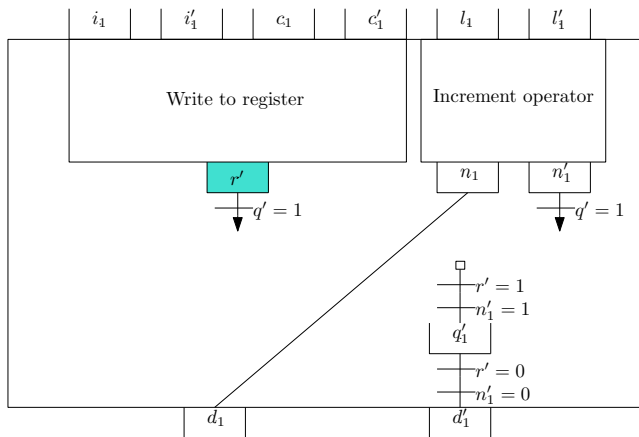 i₁ i′₁ c₁ c′₁ l₁ l′₁
Write to register Increment operator
r′ n₁ n′₁
q′ = 1 q′ = 1
r′ = 1
n′₁ = 1
q′₁
r′ = 0
n′₁ = 0
d₁ d′₁